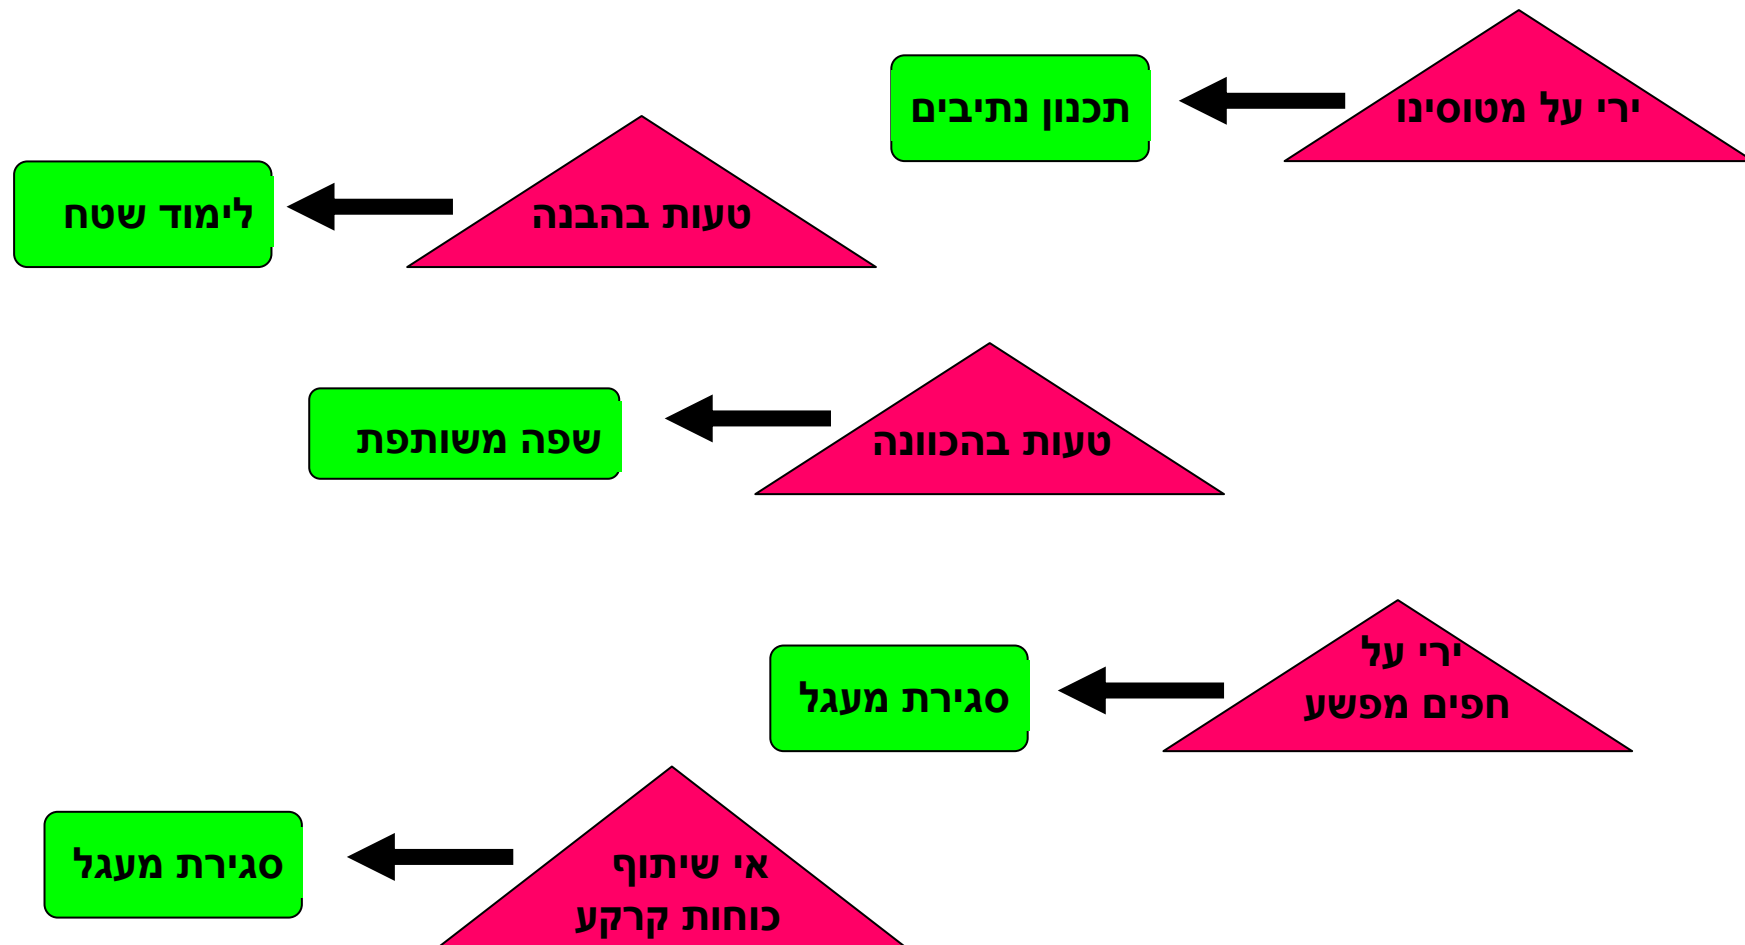 ירי על מטוסינו
תכנון נתיבים
טעות בהבנה
לימוד שטח
טעות בהכוונה
שפה משותפת
ירי על
חפים מפשע
סגירת מעגל
אי שיתוף
כוחות קרקע
סגירת מעגל